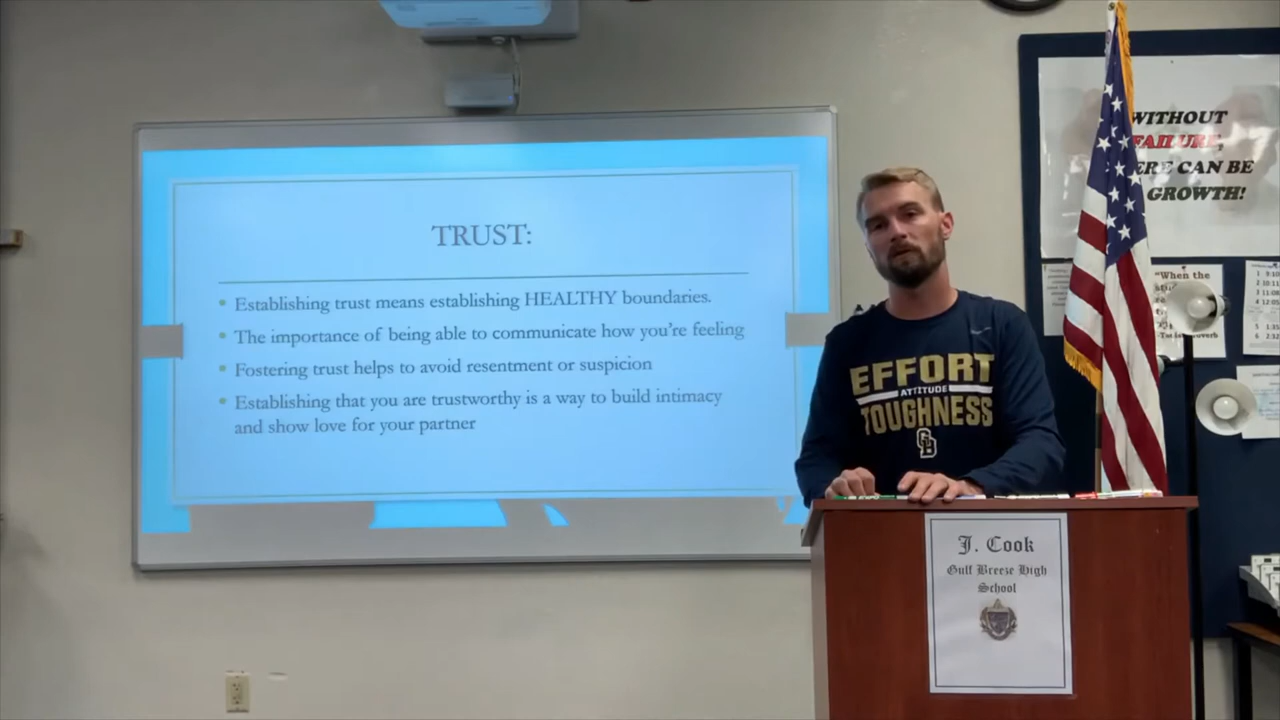 TRUST:
Establishing trust means establishing HEALTHY boundaries.
The importance of being able to communicate how you're feeling
Fostering trust helps to avoid resentment or suspicion
Establishing that you are trustworthy is a way to build intimacy
and show love for your partner
EFFORT
ATTITUDE
TOUGHNESS
GB
J. Cook
Gulf Breeze High
School
WITHOUT
FAILURE,
ERE CAN BE
GROWTH!
"When the